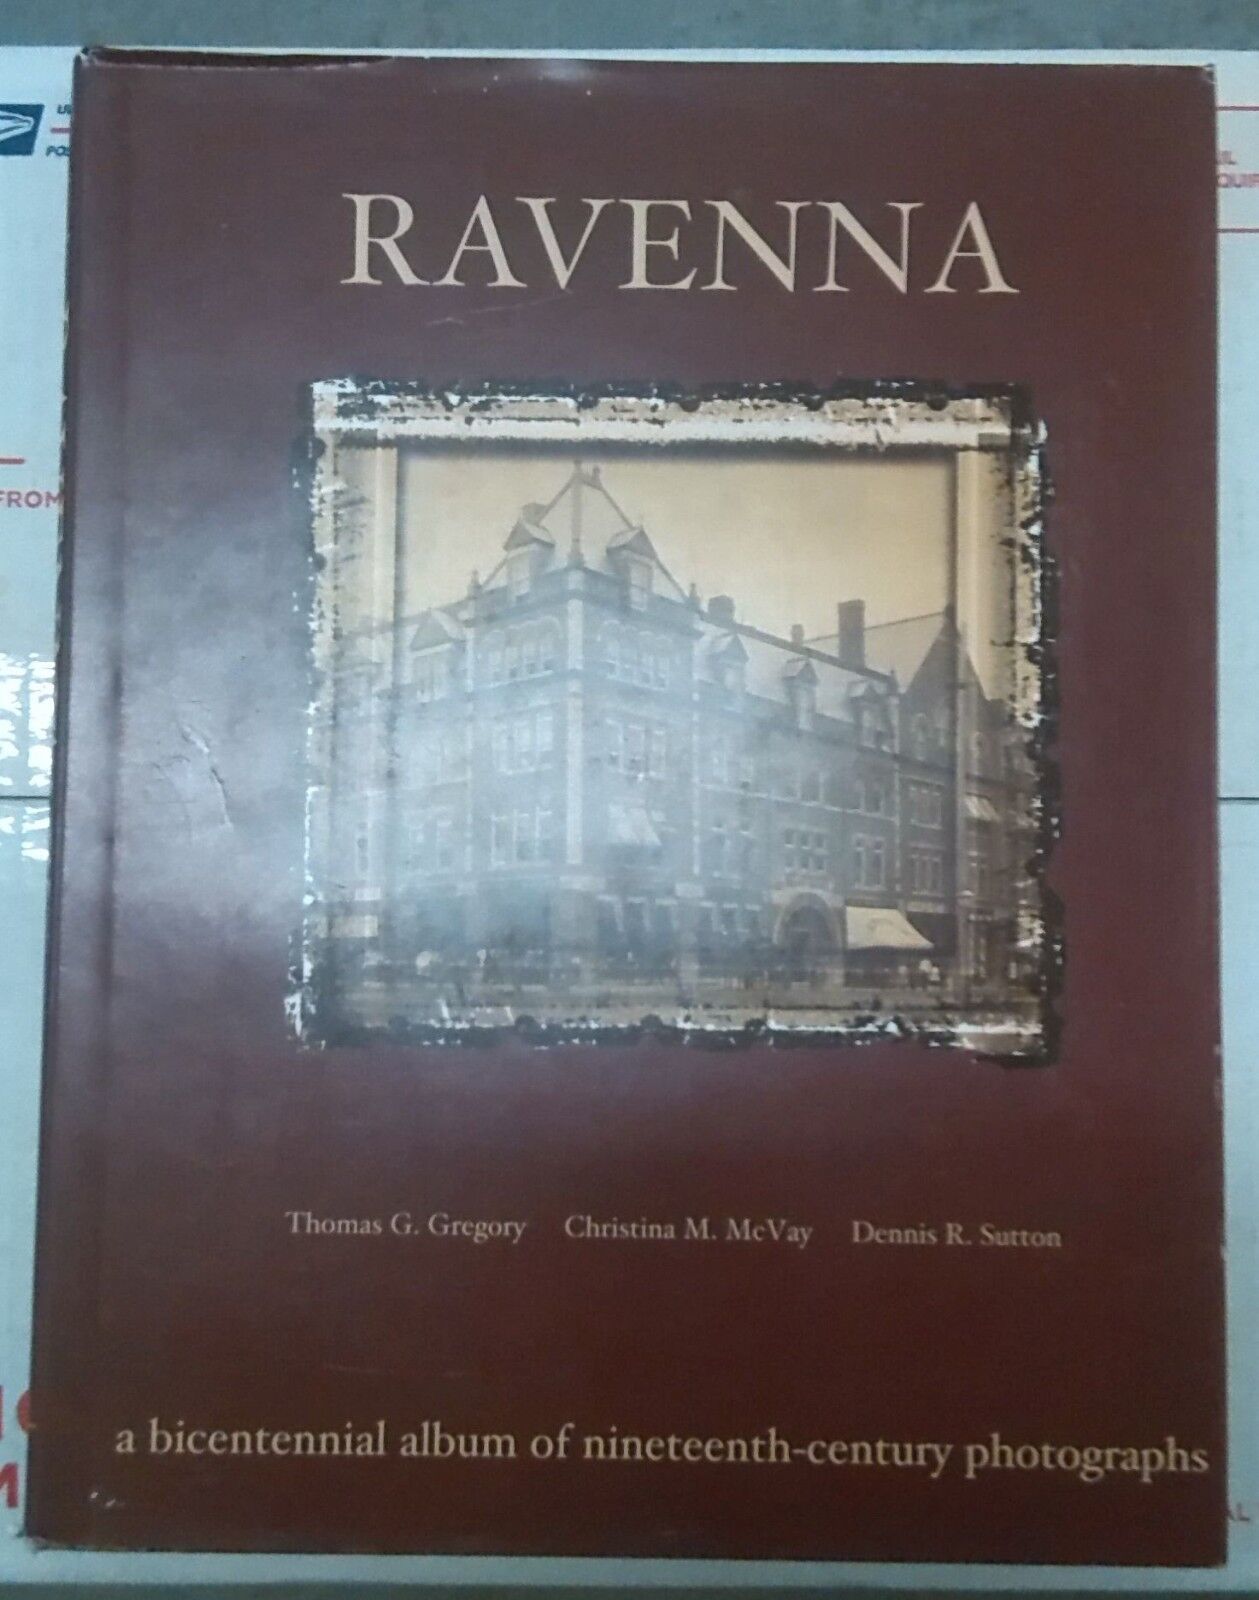 RAVENNA
Thomas G. Gregory Christina M. McVay Dennis R. Sutton
a bicentennial album of nineteenth-century photographs
FROM